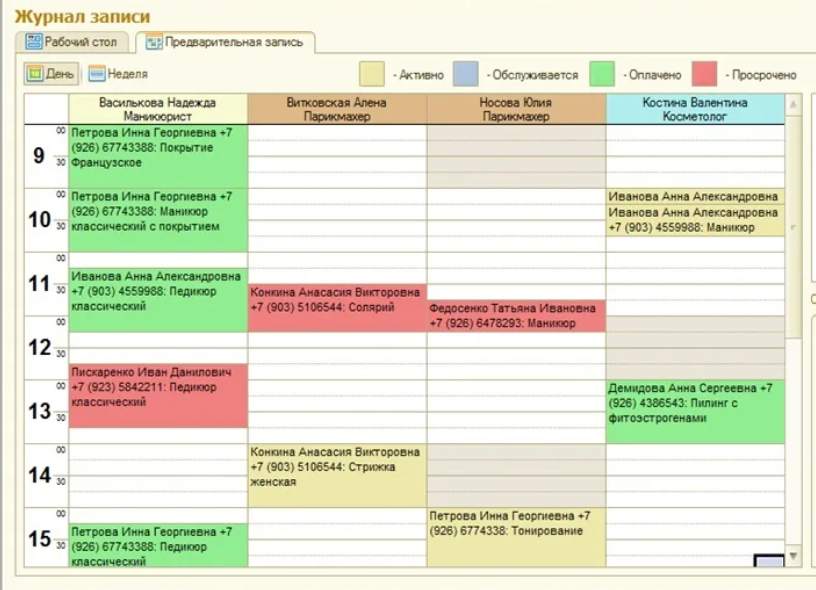 Журнал записи
Рабочий стол
Предварительная запись
День
Неделя
- Активно
- Обслуживается
- Оплачено
- Просрочено
Василькова Надежда
Маникюрист
Витковская Алена
Парикмахер
Носова Юлия
Парикмахер
Костина Валентина
Косметолог
9
00
30
Петрова Инна Георгиевна +7
(926) 67743388: Покрытие
Французское
10
00
30
Петрова Инна Георгиевна +7
(926) 67743388: Маникюр
классический с покрытием
Иванова Анна Александровна
Иванова Анна Александровна
+7 (903) 4559988: Маникюр
11
00
30
Иванова Анна Александровна
+7 (903) 4559988: Педикюр
классический
Конкина Анасасия Викторовна
+7 (903) 5106544: Солярий
Федосенко Татьяна Ивановна
+7 (926) 6478293: Маникюр
12
00
30
Пискаренко Иван Данилович
+7 (923) 5842211: Педикюр
классический
13
00
30
Демидова Анна Сергеевна +7
(926) 4386543: Пилинг с
фитоэстрогенами
14
00
30
Конкина Анасасия Викторовна
+7 (903) 5106544: Стрижка
женская
15
00
30
Петрова Инна Георгиевна +7
(926) 6774338: Тонирование
Петрова Инна Георгиевна +7
(926) 67743388: Педикюр
классический